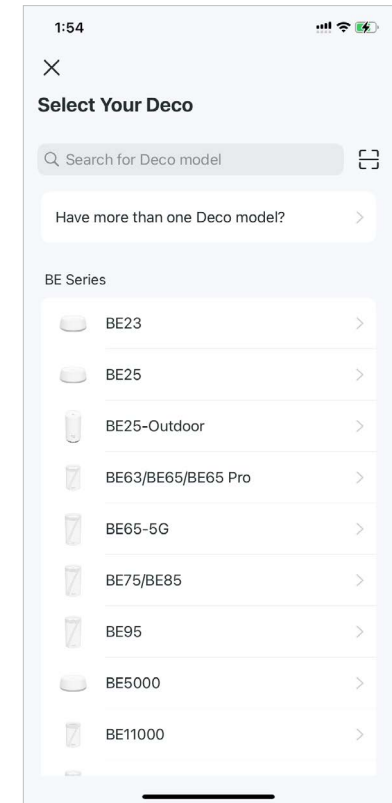 1:54
Select Your Deco
Search for Deco model
Have more than one Deco model?
BE Series
BE23
BE25
BE25-Outdoor
BE63/BE65/BE65 Pro
BE65-5G
BE75/BE85
BE95
BE5000
BE11000